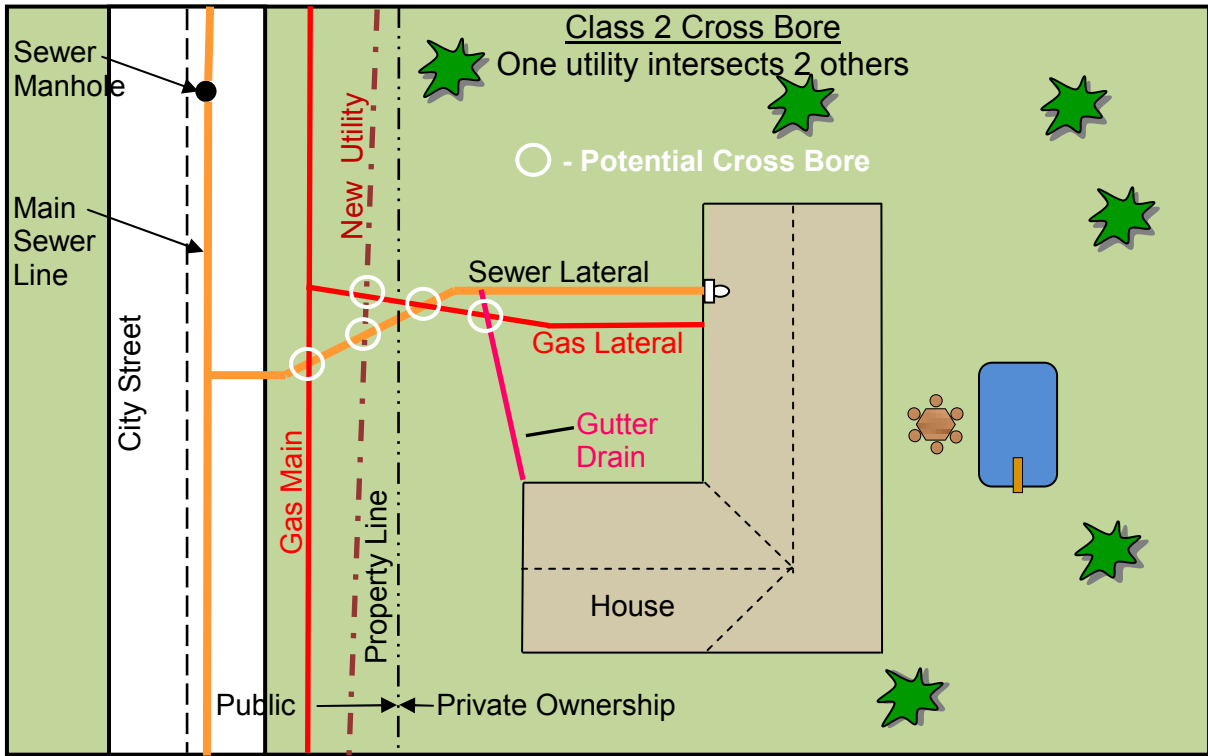 Class 2 Cross Bore
One utility intersects 2 others
Sewer
Manhole
New Utility
- Potential Cross Bore
Main
Sewer
Line
Sewer Lateral
Gas Lateral
City Street
Gutter
Drain
Gas Main
Property Line
House
Public
Private Ownership